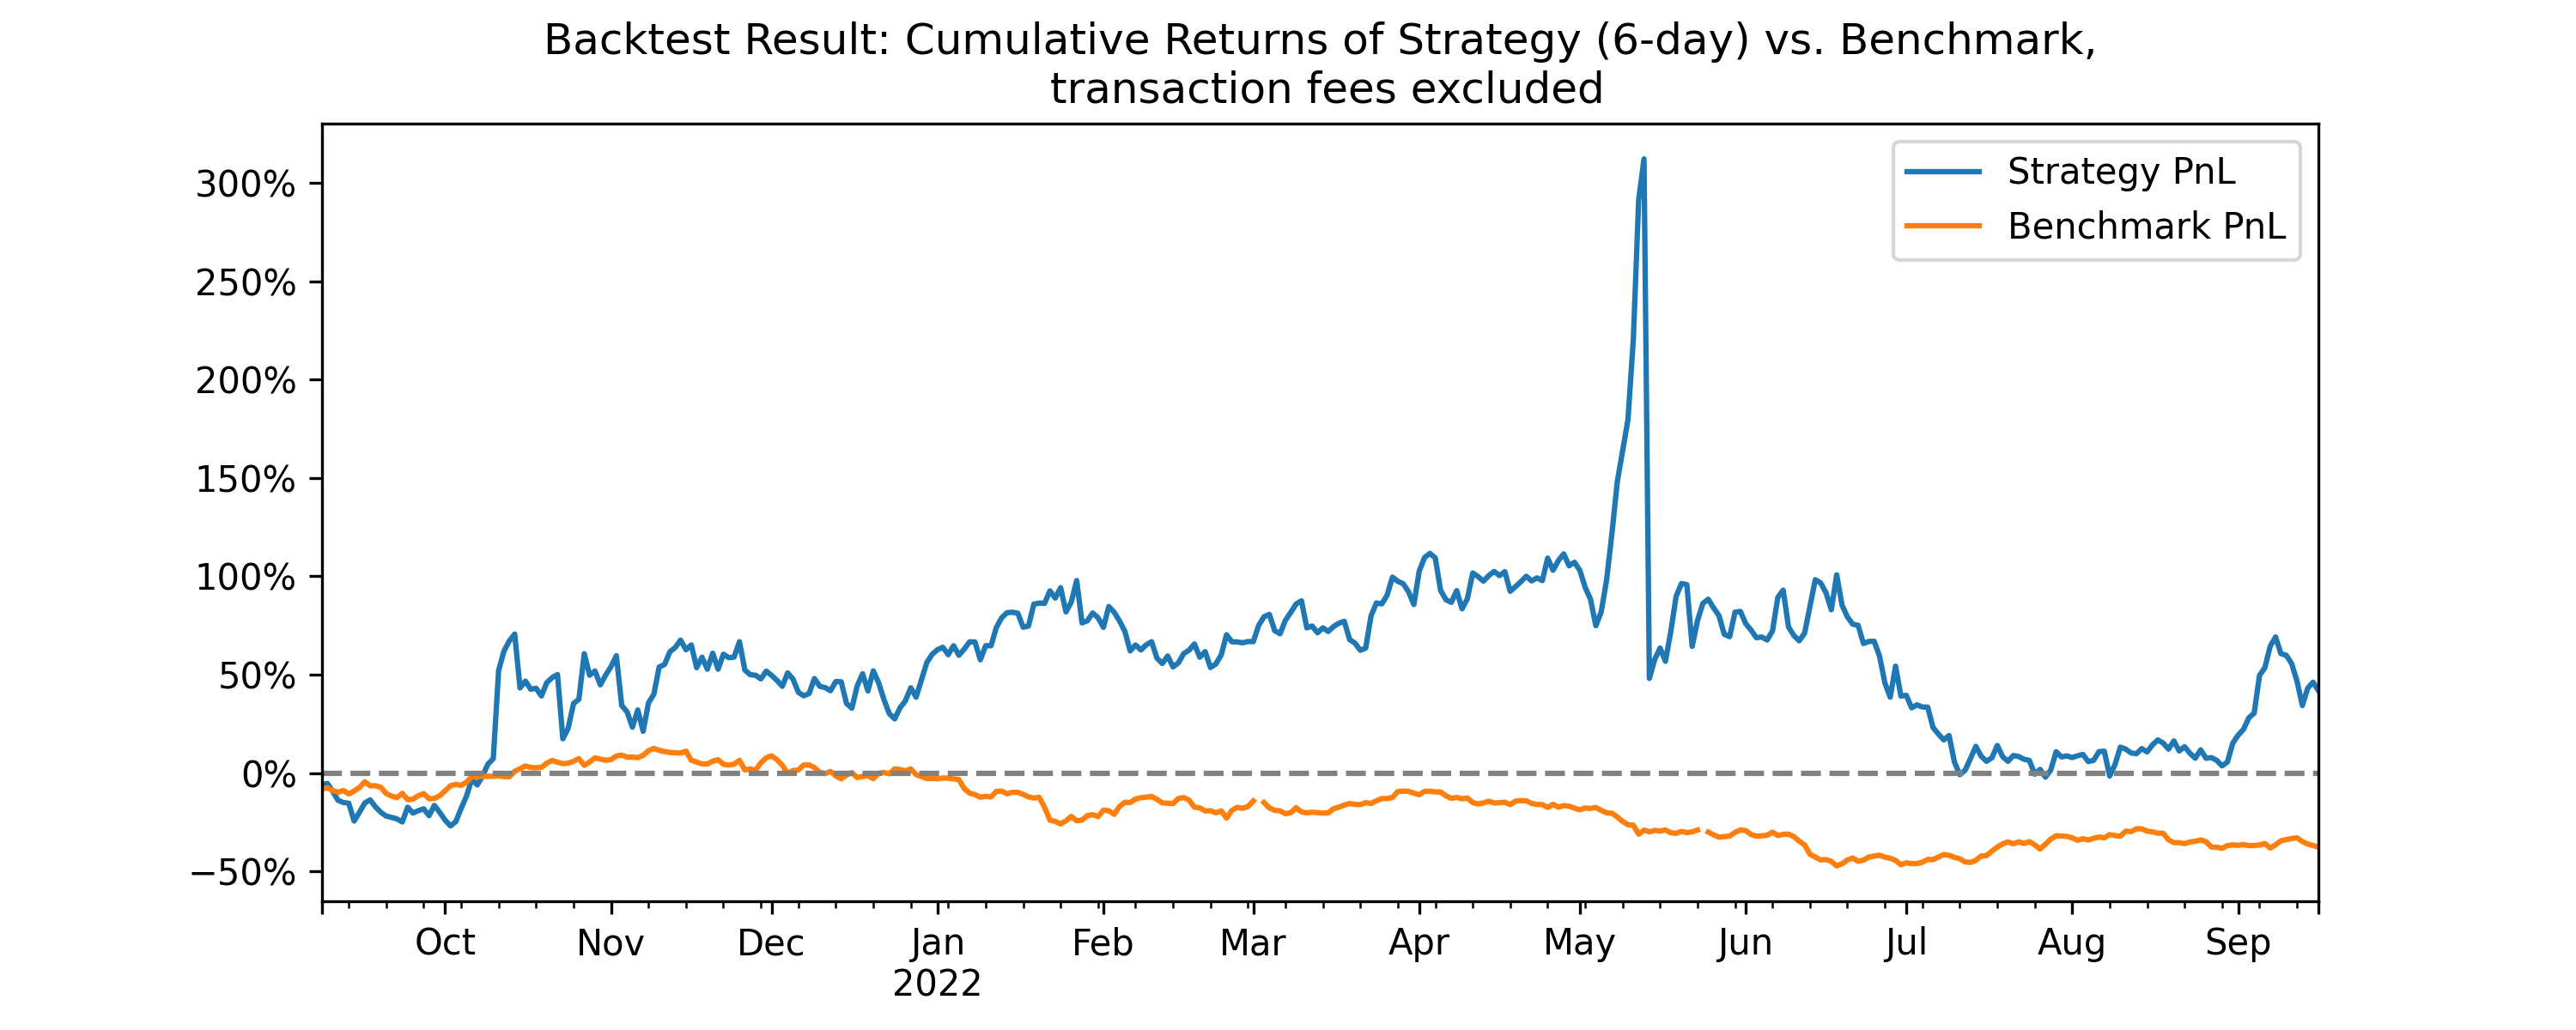 Backtest Result: Cumulative Returns of Strategy (6-day) vs. Benchmark,
transaction fees excluded
Strategy PnL
Benchmark PnL
300%
250%
200%
150%
100%
50%
0%
−50%
Oct
Nov
Dec
Jan
2022
Feb
Mar
Apr
May
Jun
Jul
Aug
Sep